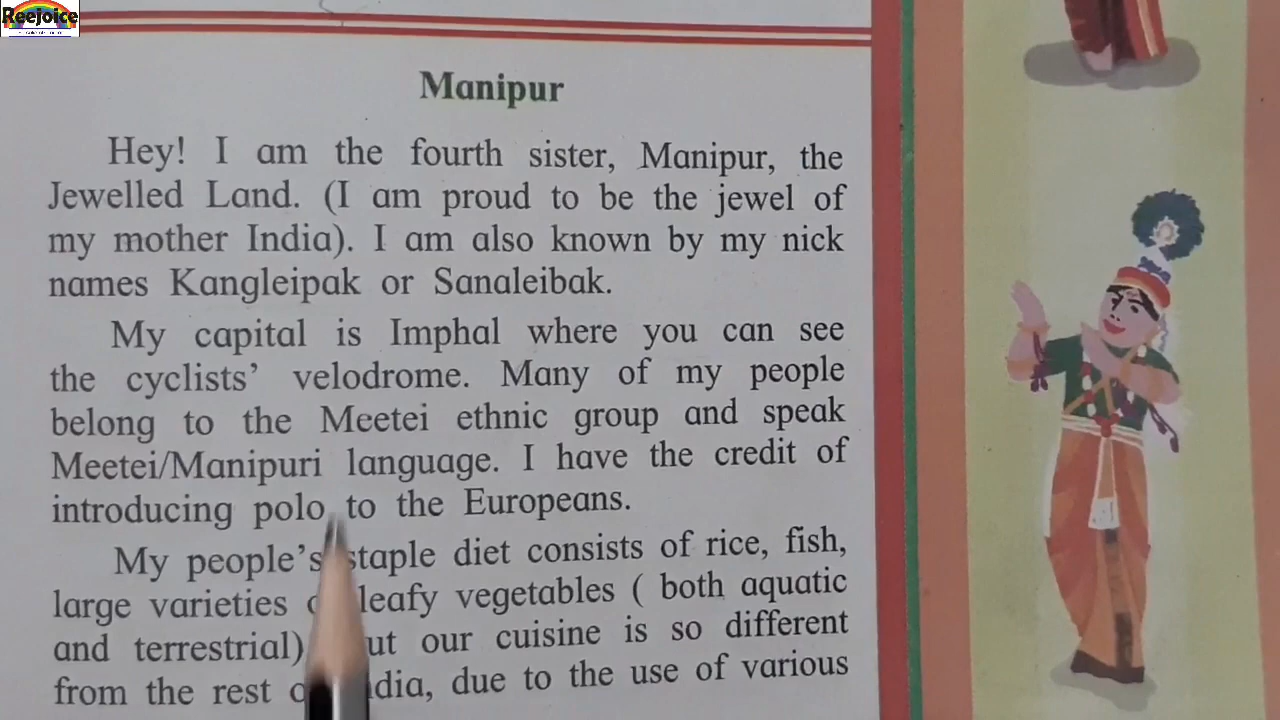 Reejoice
Manipur
Hey! I am the fourth sister, Manipur, the
Jewelled Land. (I am proud to be the jewel of
my mother India). I am also known by my nick
names Kangleipak or Sanaleibak.
My capital is Imphal where you can see
the cyclists' velodrome. Many of my people
belong to the Meetei ethnic group and speak
Meetei/Manipuri language. I have the credit of
introducing polo to the Europeans.
My people's staple diet consists of rice, fish,
large varieties leafy vegetables ( both aquatic
and terrestrial) our cuisine is so different
from the rest due to the use of various